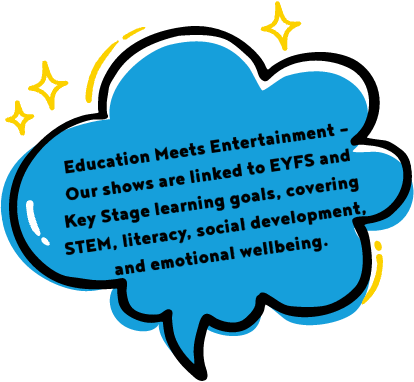 Education Meets Entertainment –
Our shows are linked to EYFS and
Key Stage learning goals, covering
STEM, literacy, social development,
and emotional wellbeing.